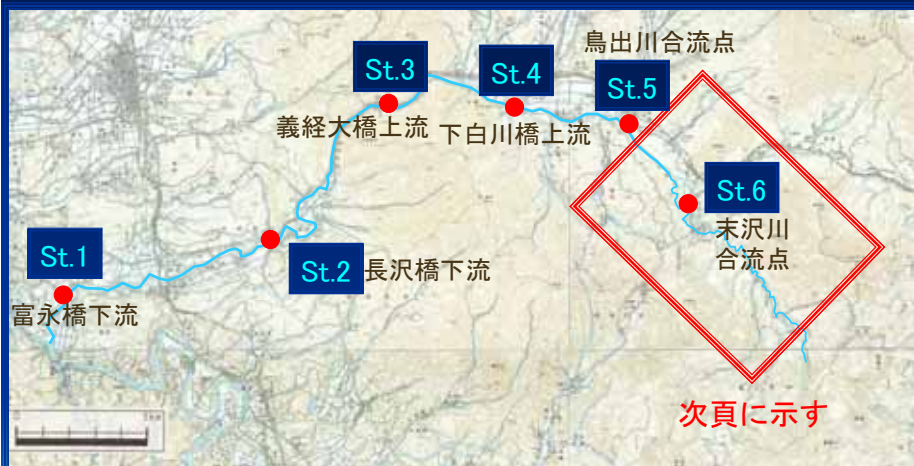 鳥出川合流点
St.3
St.4
St.5
義経大橋上流
下白川橋上流
St.6
末沢川
合流点
St.1
St.2
長沢橋下流
富永橋下流
次頁に示す